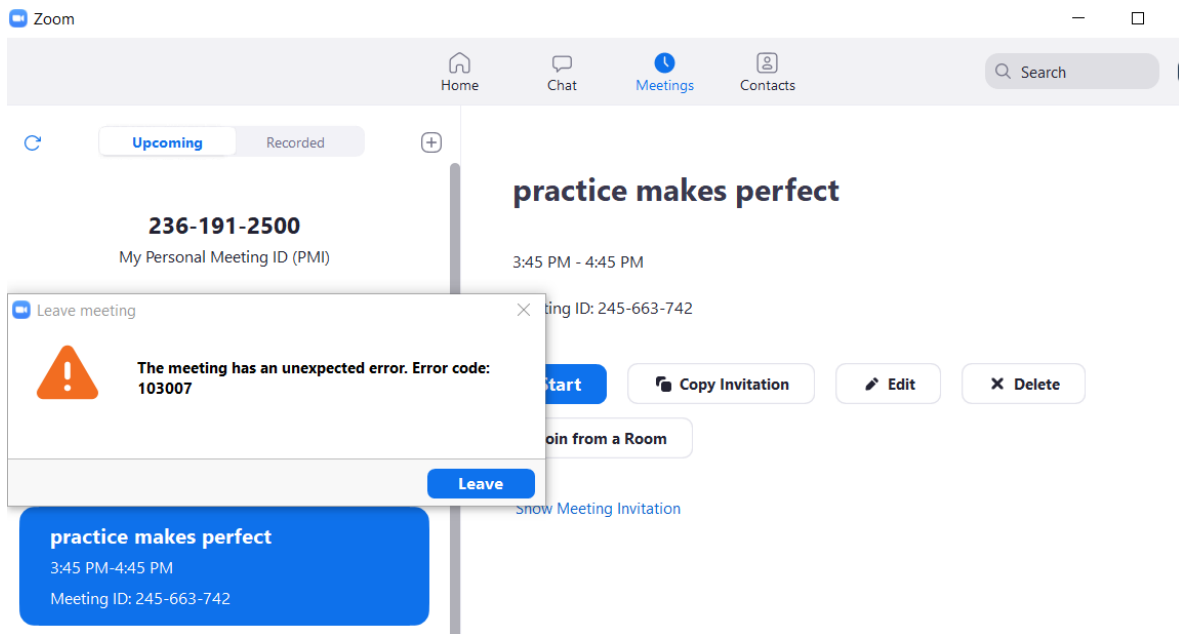 Zoom
Home
Chat
Meetings
Contacts
Search
Upcoming
Recorded
236-191-2500
My Personal Meeting ID (PMI)
practice makes perfect
3:45 PM - 4:45 PM
ting ID: 245-663-742
Start
Copy Invitation
Edit
Delete
oin from a Room
Show Meeting Invitation
Leave meeting
The meeting has an unexpected error. Error code:
103007
Leave
practice makes perfect
3:45 PM-4:45 PM
Meeting ID: 245-663-742